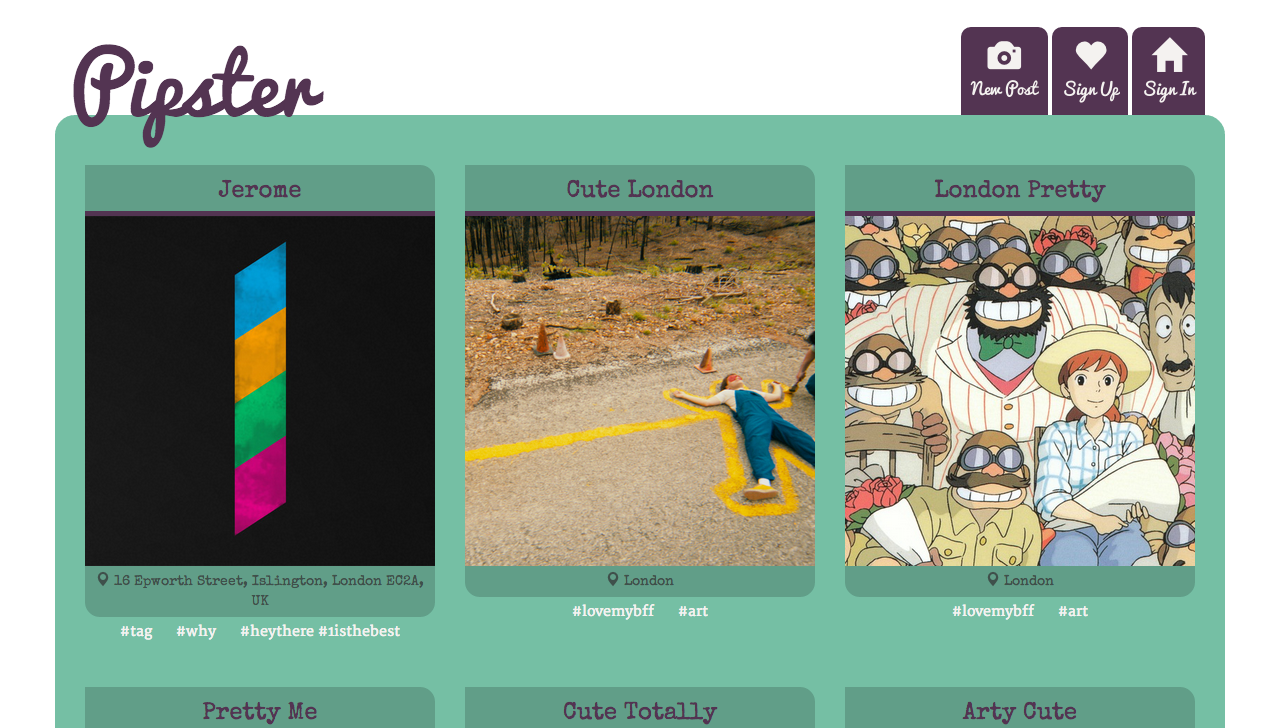 Pipster
New Post
Sign Up
Sign In
Jerome
Cute London
London Pretty
16 Epworth Street, Islington, London EC2A,
UK
London
London
#tag #why #heythere #1isthebest
#lovemybff #art
#lovemybff #art
Pretty Me
Cute Totally
Arty Cute